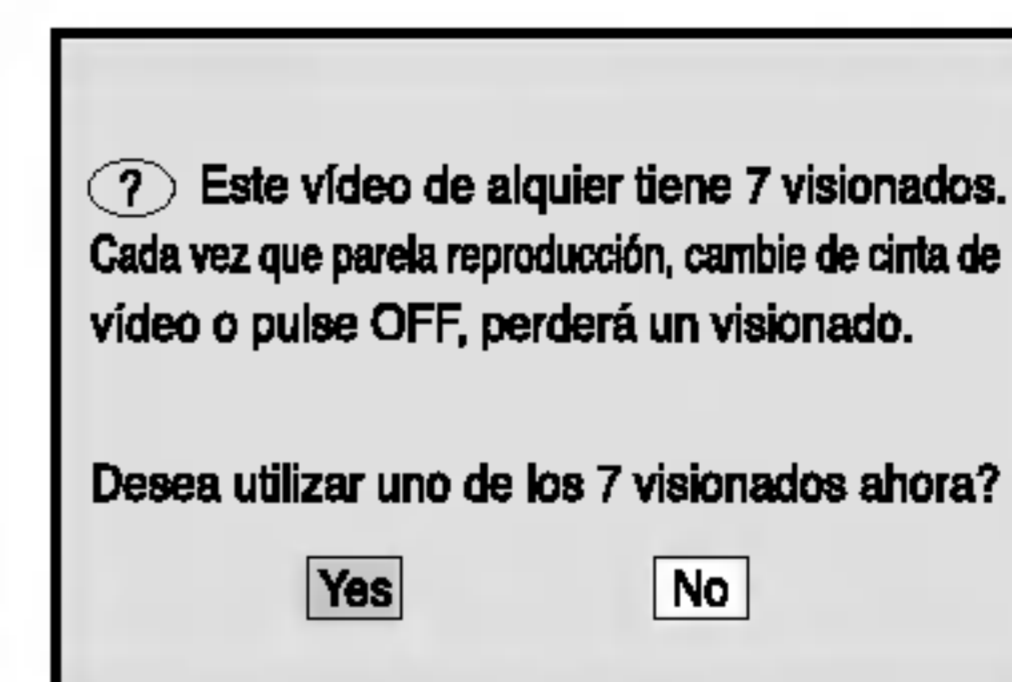 ? Este vídeo de alquier tiene 7 visionados.
Cada vez que parela reproducción, cambie de cinta de
vídeo o pulse OFF, perderá un visionado.
Desea utilizar uno de los 7 visionados ahora?
Yes No